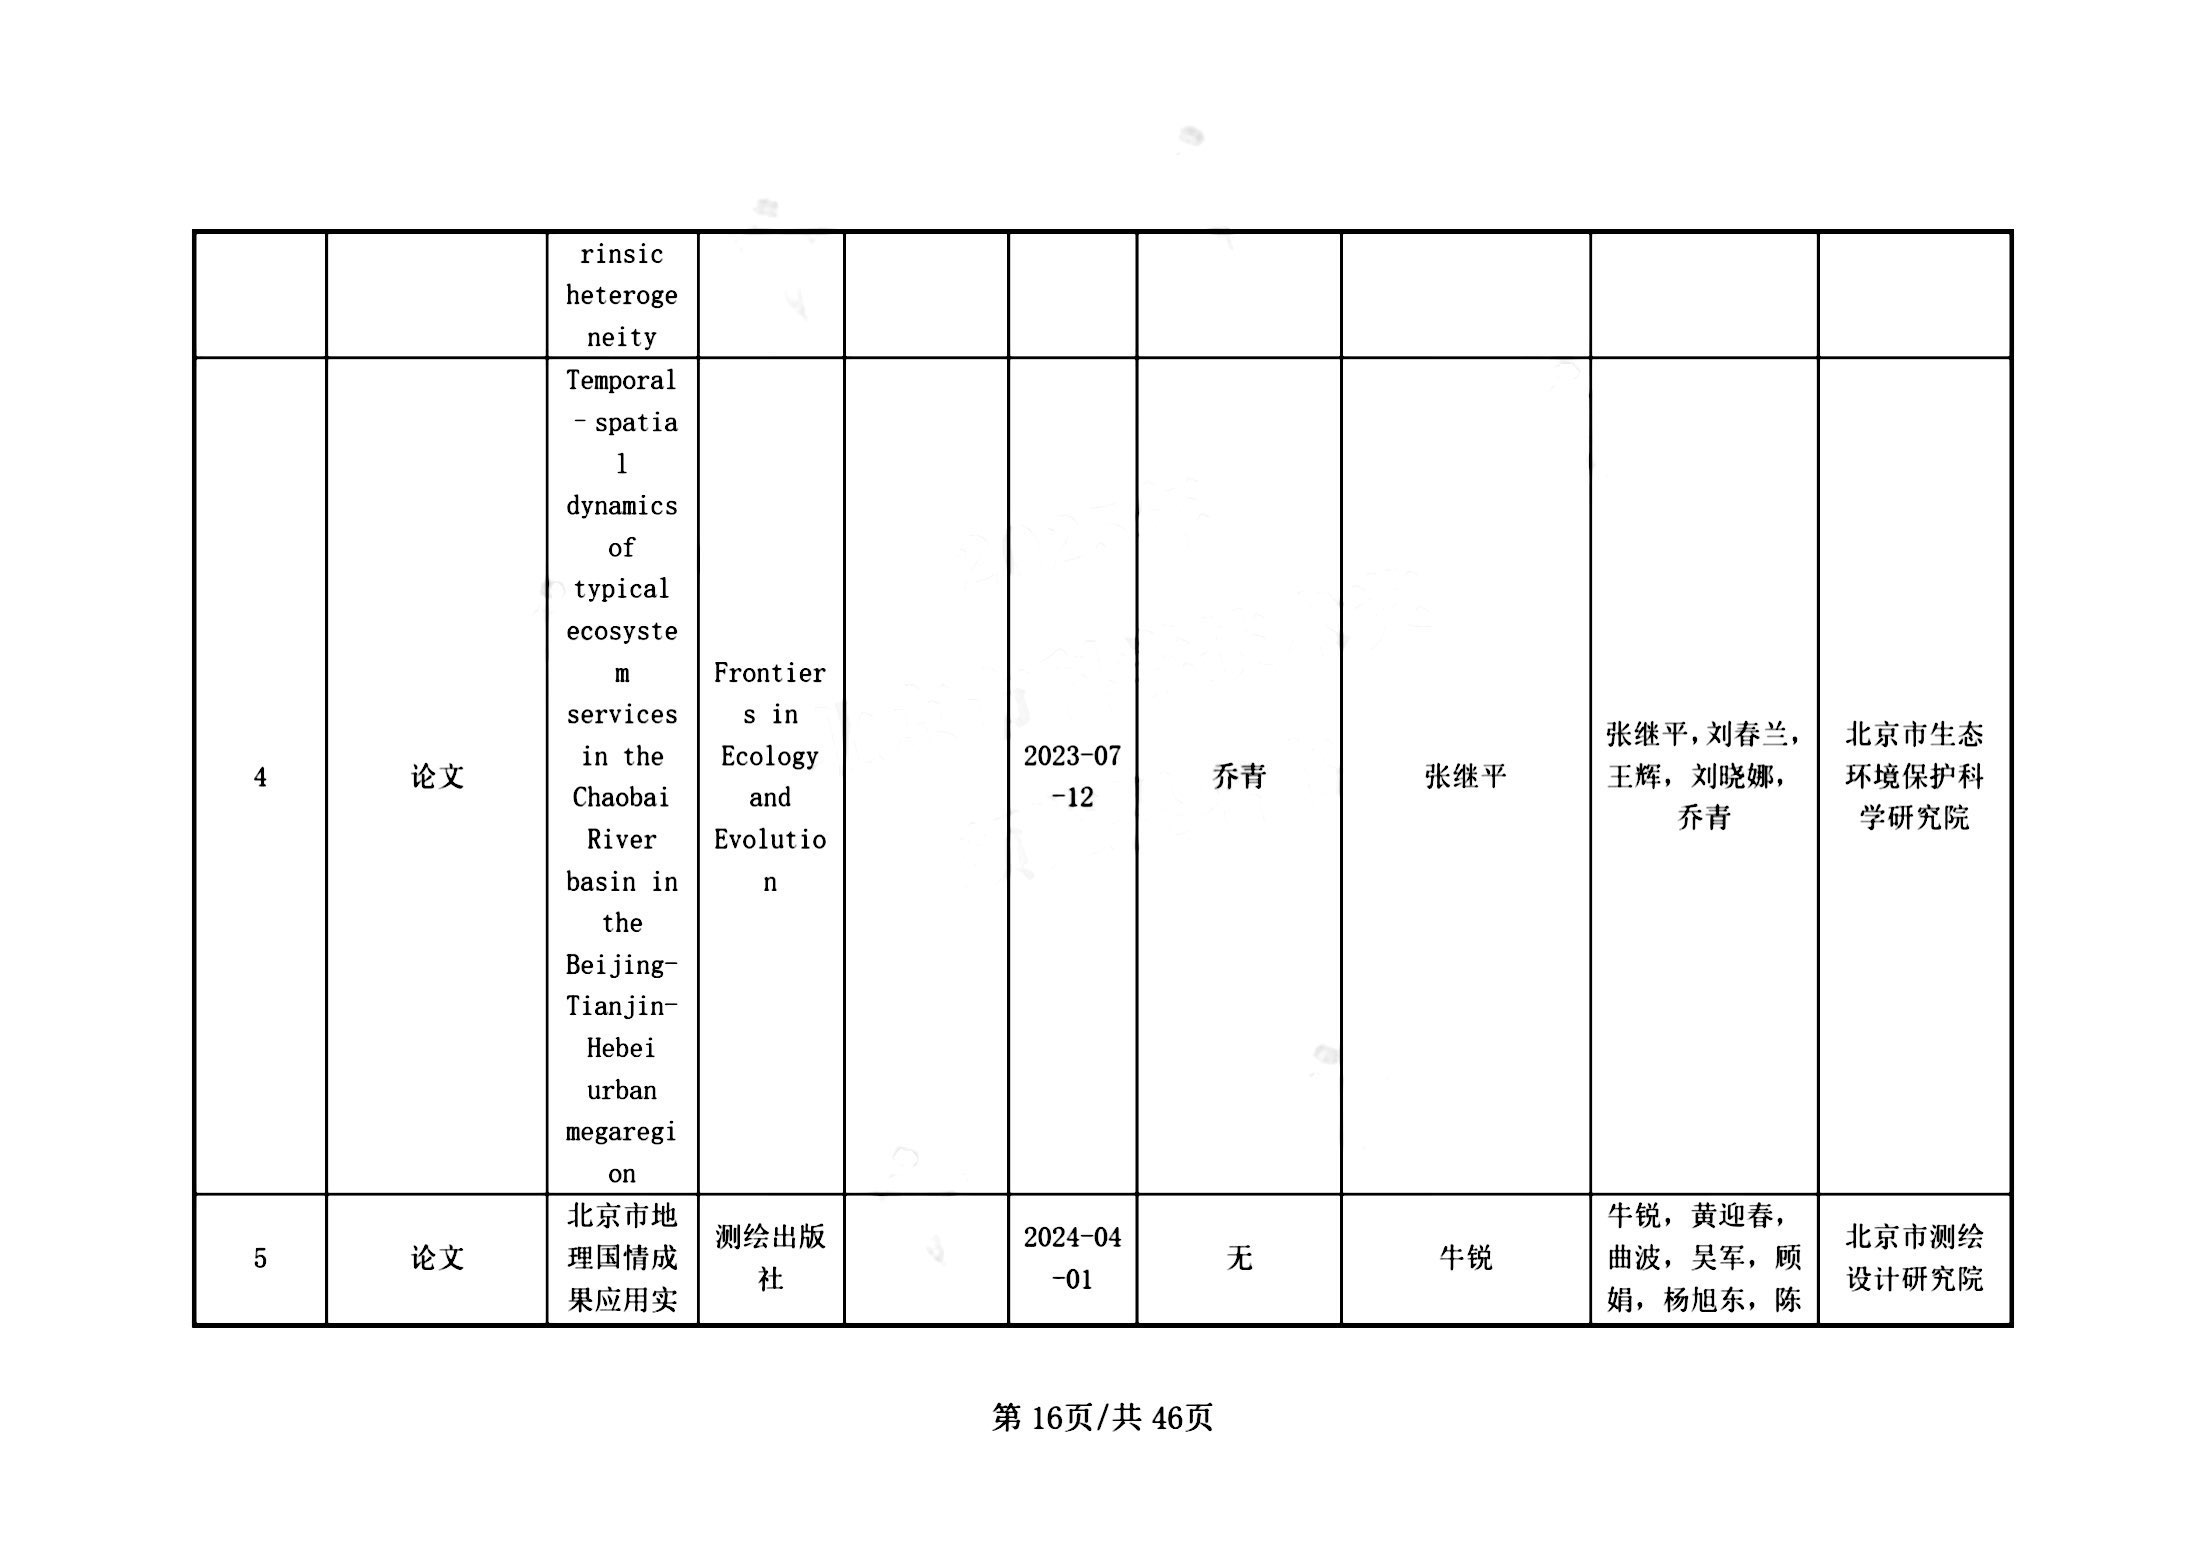 rinsic
heteroge
neity
4
论文
Temporal
–spatia
l
dynamics
of
typical
ecosyste
m
services
in the
Chaobai
River
basin in
the
Beijing-
Tianjin-
Hebei
urban
megaregi
on
Frontier
s in
Ecology
and
Evolutio
n
2023-07
-12
乔青
张继平
张继平,刘春兰,
王辉, 刘晓娜,
乔青
北京市生态
环境保护科
学研究院
5
论文
北京市地
理国情成
果应用实
测绘出版
社
2024-04
-01
无
牛锐
牛锐, 黄迎春,
曲波, 吴军, 顾
娟, 杨旭东, 陈
北京市测绘
设计研究院
第 16页/共 46页